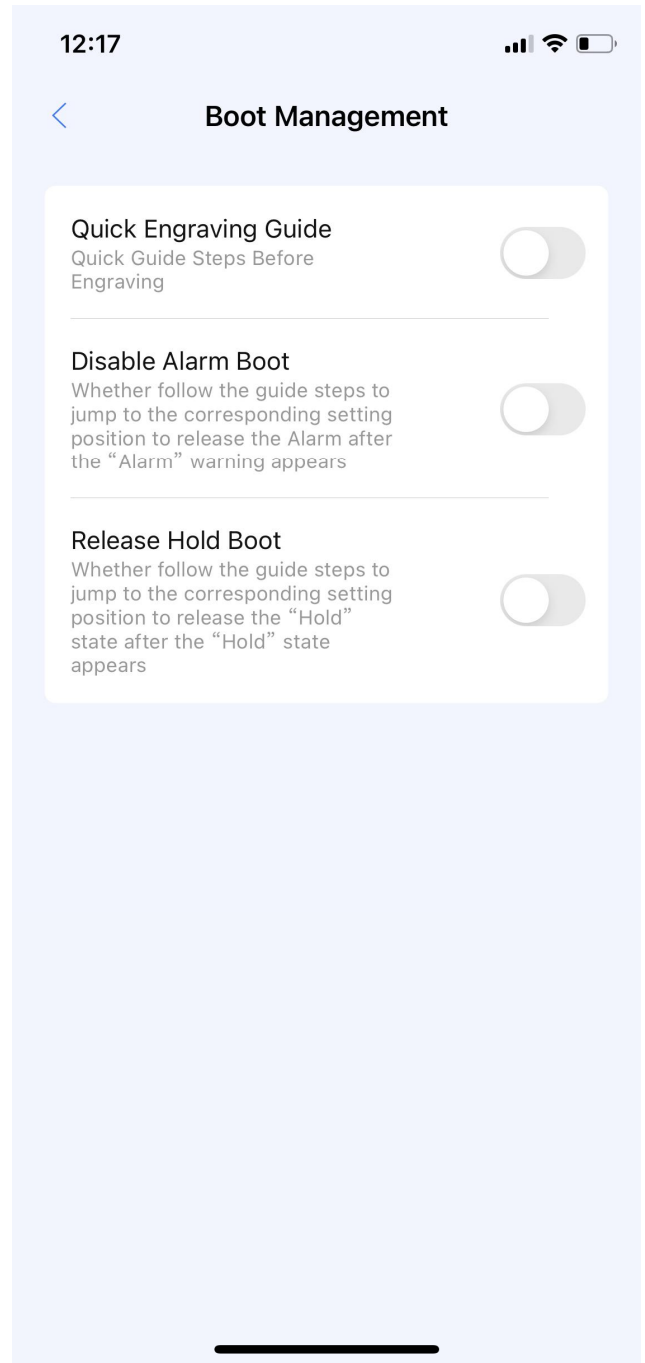 12:17
Boot Management
Quick Engraving Guide
Quick Guide Steps Before
Engraving
Disable Alarm Boot
Whether follow the guide steps to
jump to the corresponding setting
position to release the Alarm after
the “Alarm” warning appears
Release Hold Boot
Whether follow the guide steps to
jump to the corresponding setting
position to release the “Hold”
state after the “Hold” state
appears